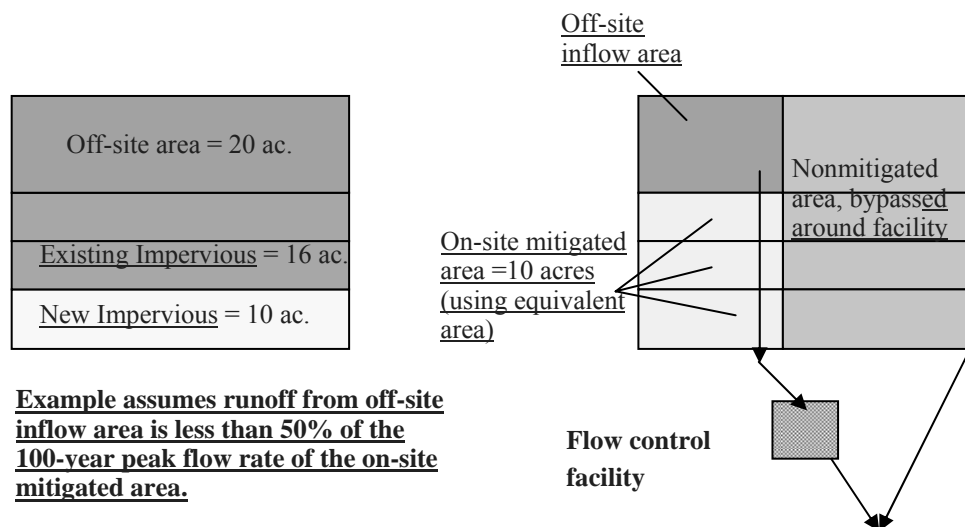 Off-site area = 20 ac.
Existing Impervious = 16 ac.
New Impervious = 10 ac.
Example assumes runoff from off-site
inflow area is less than 50% of the
100-year peak flow rate of the on-site
mitigated area.
Off-site
inflow area
Nonmitigated
area, bypassed
around facility
On-site mitigated
area =10 acres
(using equivalent
area)
Flow control
facility